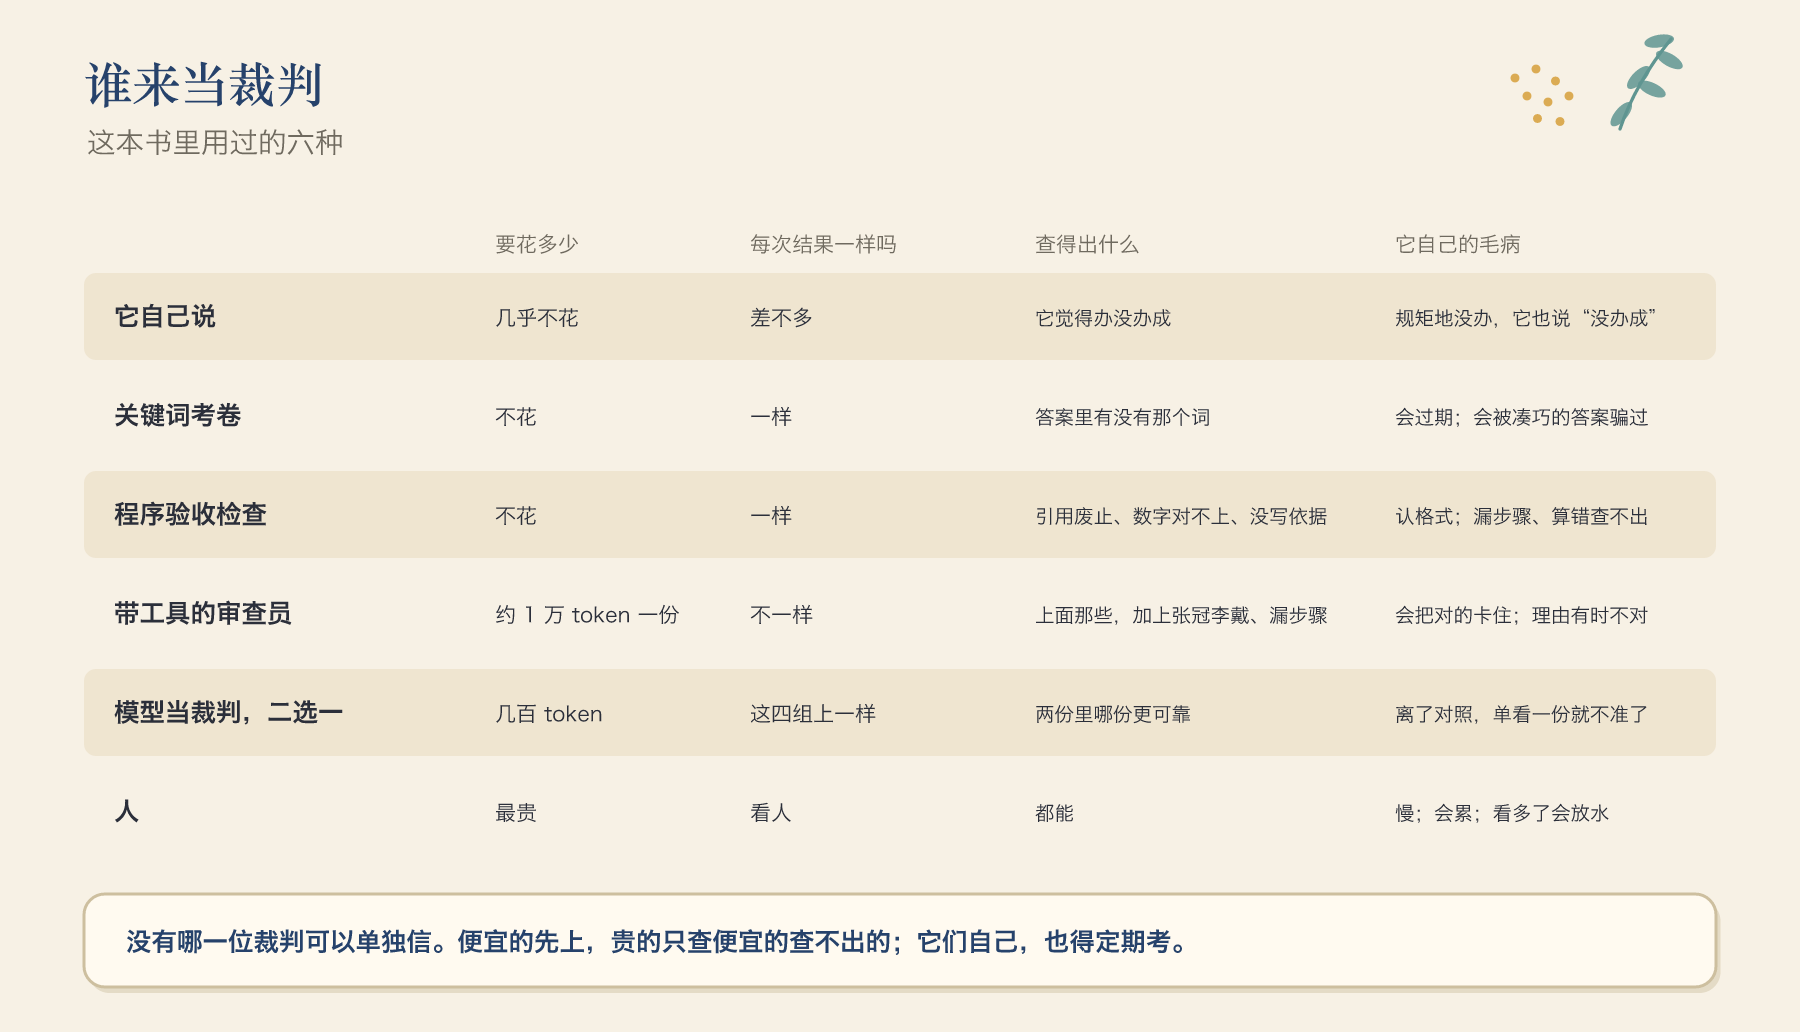 谁来当裁判
这本书里用过的六种
要花多少 每次结果一样吗 查得出什么 它自己的毛病
它自己说 几乎不花 差不多 它觉得办没办成 规矩地没办，它也说“没办成”
关键词考卷 不花 一样 答案里有没有那个词 会过期；会被凑巧的答案骗过
程序验收检查 不花 一样 引用废止、数字对不上、没写依据 认格式；漏步骤、算错查不出
带工具的审查员 约 1 万 token 一份 不一样 上面那些，加上张冠李戴、漏步骤 会把对的卡住；理由有时不对
模型当裁判，二选一 几百 token 这四组上一样 两份里哪份更可靠 离了对照，单看一份就不准了
人 最贵 看人 都能 慢；会累；看多了会放水
没有哪一位裁判可以单独信。便宜的先上，贵的只查便宜的查不出的；它们自己，也得定期考。